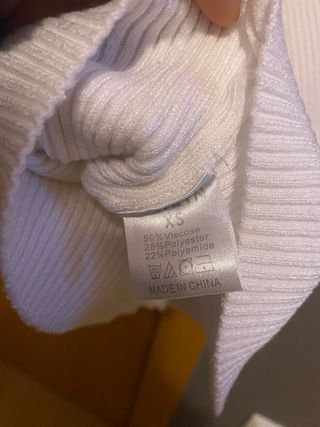 XS
50%Viscose
28%Polyester
22%Polyamide
MADE IN CHINA